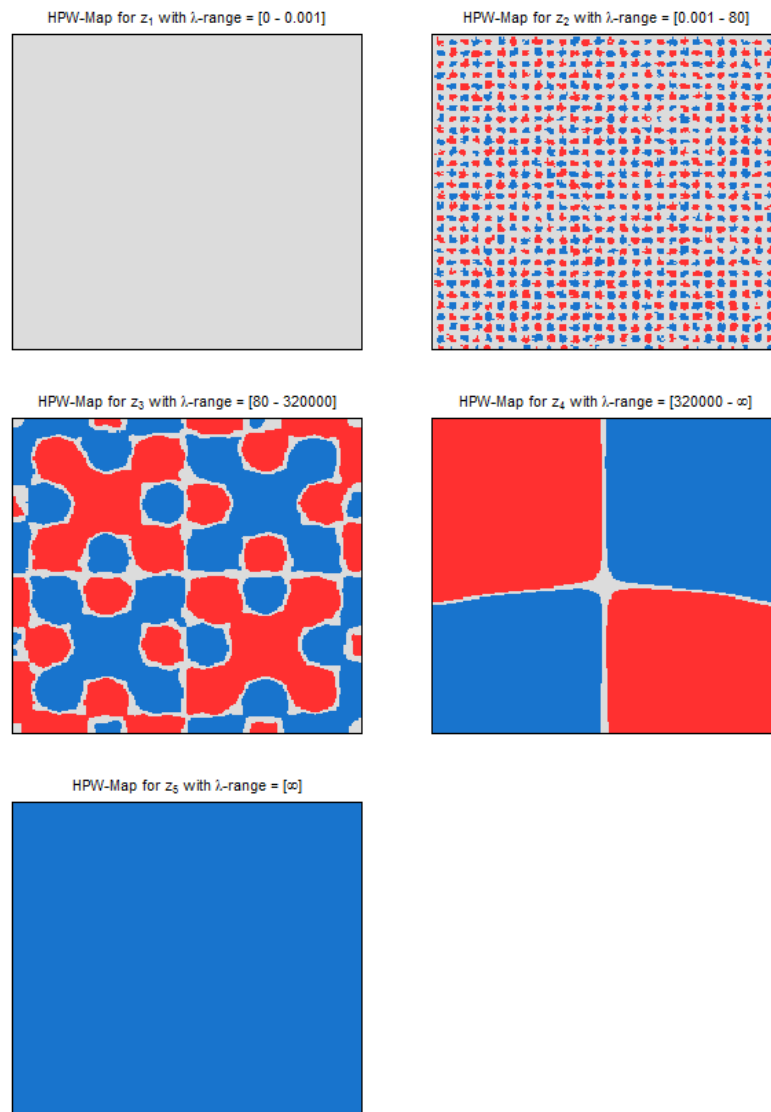 HPW-Map for z₁ with λ-range = [0 - 0.001]
HPW-Map for z₂ with λ-range = [0.001 - 80]
HPW-Map for z₃ with λ-range = [80 - 320000]
HPW-Map for z₄ with λ-range = [320000 - ∞]
HPW-Map for z₅ with λ-range = [∞]